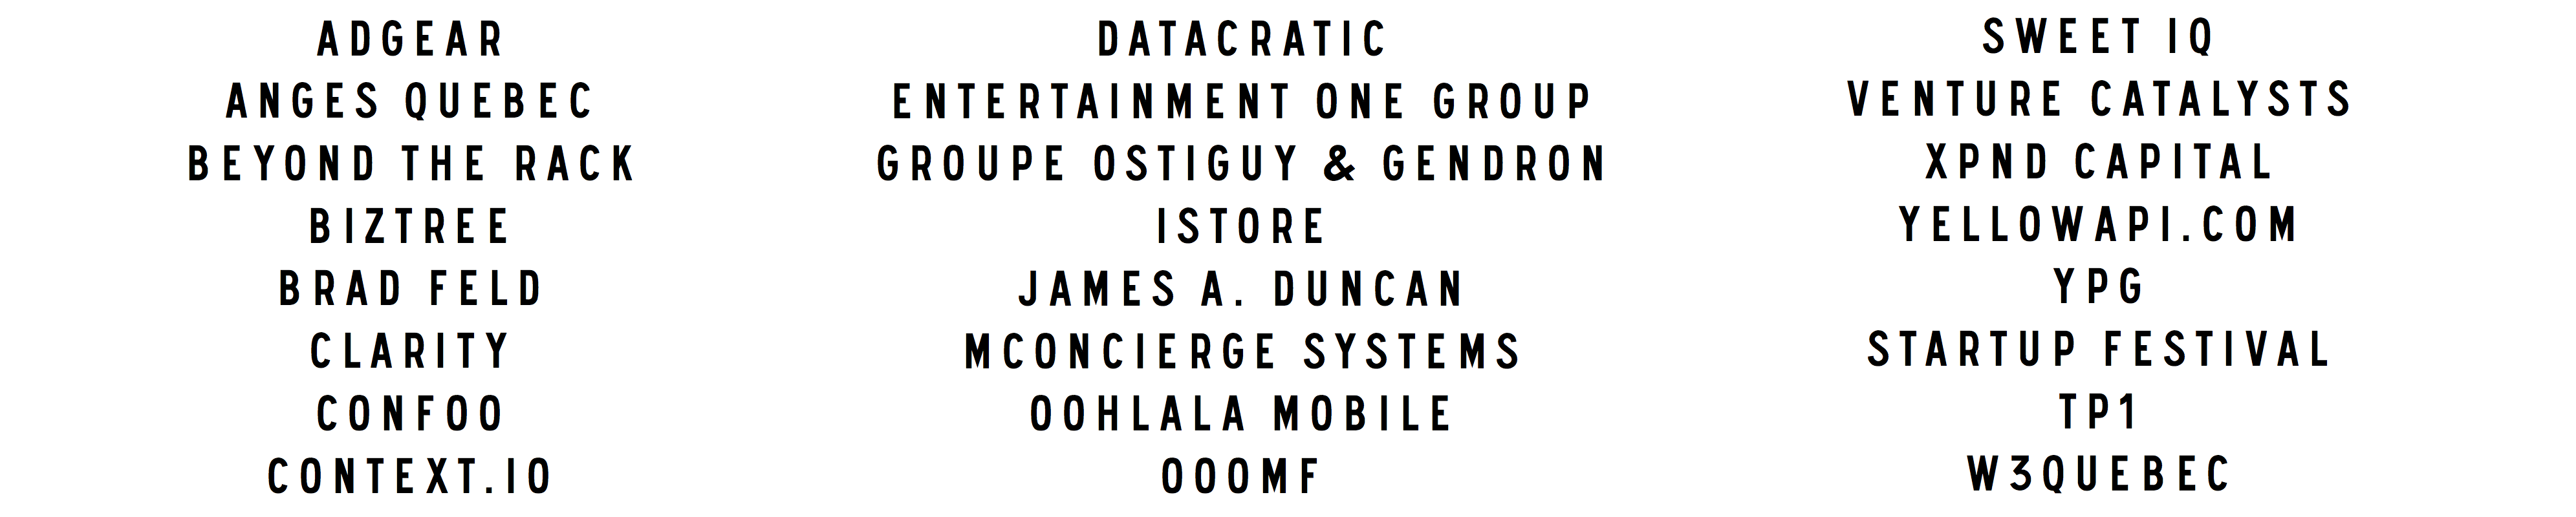 ADGEAR
ANGES QUEBEC
BEYOND THE RACK
BIZTREE
BRAD FELD
CLARITY
CONFOO
CONTEXT.IO
DATACRATIC
ENTERTAINMENT ONE GROUP
GROUPE OSTIGUY & GENDRON
ISTORE
JAMES A. DUNCAN
MCONCIERGE SYSTEMS
OOHLALA MOBILE
OOOMF
SWEET IQ
VENTURE CATALYSTS
XPND CAPITAL
YELLOWAPI.COM
YPG
STARTUP FESTIVAL
TP1
W3QUEBEC